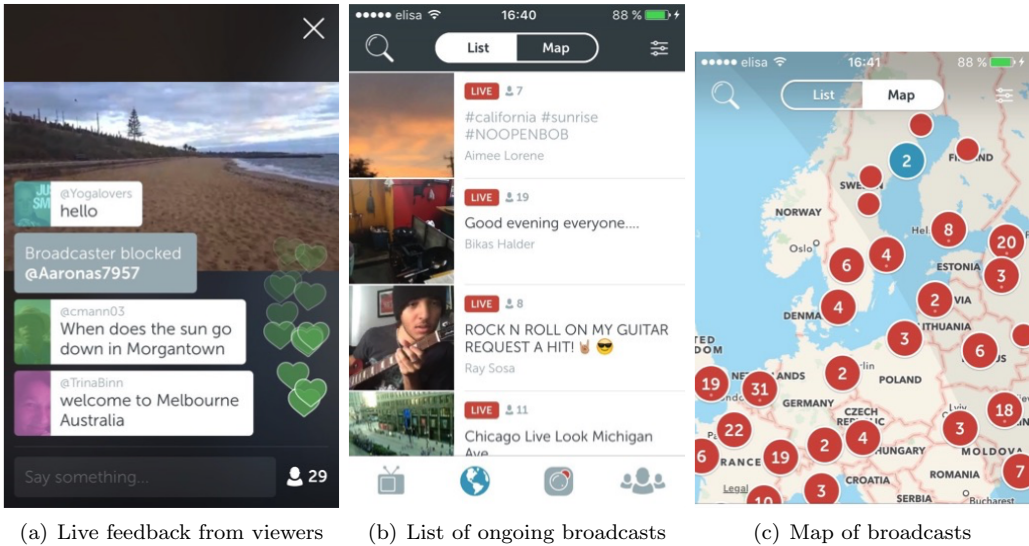 @Yogalovers
hello
Broadcaster blocked
@Aaronas7957
@cmann03
When does the sun go
down in Morgantown
@TrinaBinn
welcome to Melbourne
Australia
Say something...
29
(a) Live feedback from viewers
elisa
16:40
88 %
List
Map
LIVE 7
#california #sunrise
#NOOPENBOB
Aimee Lorene
LIVE 19
Good evening everyone....
Bikas Halder
LIVE 8
ROCK N ROLL ON MY GUITAR
REQUEST A HIT! 🤘 😎
Ray Sosa
LIVE 11
Chicago Live Look Michigan
Ave
(b) List of ongoing broadcasts
elisa
16:41
88 %
List
Map
2
NORWAY
Oslo
8
20
6
4
ESTONIA
3
4
2
3
6
2
POLAND
19
31
GERMANY
CZECH
18
22
2
4
3
6
19
HUNGARY
MOLDOVA
7
CROATIA
ROMANIA
Legal
10
3
SERBIA
Bucharest
(c) Map of broadcasts